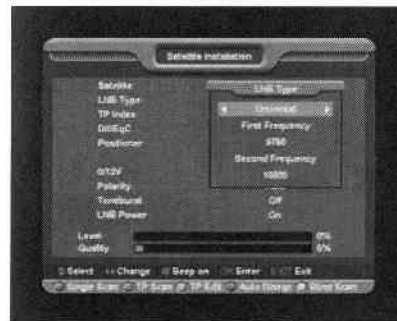 Satellite installation
Satellite
LNB Type
TP Index
DiSEqC
Positioner
0/12V
Polarity
Toneburst Off
LNB Power On
LNB Type
Universal
First Frequency
9750
Second Frequency
10600
Level 0%
Quality 6%
Select Change Beep on Enter Exit
Single Scan TP Scan TP Edit Auto Blind Scan